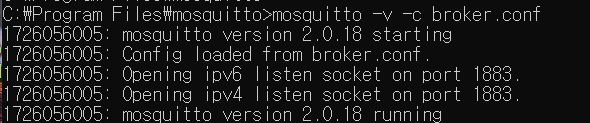 C:₩Program Files₩mosquitto>mosquitto -v -c broker.conf
1726056005: mosquitto version 2.0.18 starting
1726056005: Config loaded from broker.conf.
1726056005: Opening ipv6 listen socket on port 1883.
1726056005: Opening ipv4 listen socket on port 1883.
1726056005: mosquitto version 2.0.18 running